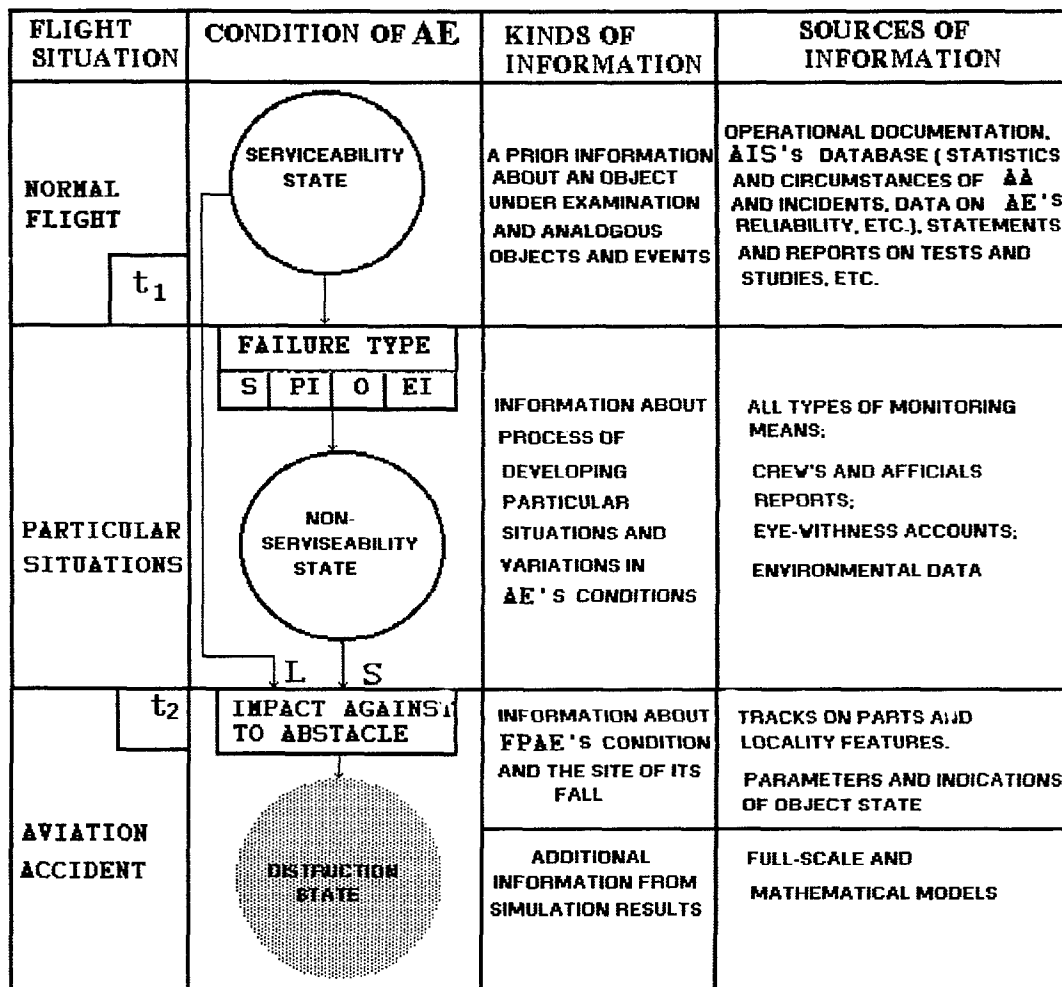 FLIGHT
SITUATION
CONDITION OF AE
KINDS OF
INFORMATION
SOURCES OF
INFORMATION
NORMAL
FLIGHT
t1
SERVICEABILITY
STATE
A PRIOR INFORMATION
ABOUT AN OBJECT
UNDER EXAMINATION
AND ANALOGOUS
OBJECTS AND EVENTS
OPERATIONAL DOCUMENTATION,
AIS'S DATABASE ( STATISTICS
AND CIRCUMSTANCES OF AA
AND INCIDENTS, DATA ON AE'S
RELIABILITY, ETC.), STATEMENTS
AND REPORTS ON TESTS AND
STUDIES, ETC.
PARTICULAR
SITUATIONS
FAILURE TYPE
S PI O EI
NON-
SERVISEABILITY
STATE
L S
INFORMATION ABOUT
PROCESS OF
DEVELOPING
PARTICULAR
SITUATIONS AND
VARIATIONS IN
AE'S CONDITIONS
ALL TYPES OF MONITORING
MEANS;
CREW'S AND AFFICIALS
REPORTS;
EYE-WITHNESS ACCOUNTS;
ENVIRONMENTAL DATA
t2
AVIATION
ACCIDENT
IMPACT AGAINST
TO ABSTACLE
DISTRUCTION
STATE
INFORMATION ABOUT
FPAE'S CONDITION
AND THE SITE OF ITS
FALL
TRACKS ON PARTS AND
LOCALITY FEATURES.
PARAMETERS AND INDICATIONS
OF OBJECT STATE
ADDITIONAL
INFORMATION FROM
SIMULATION RESULTS
FULL-SCALE AND
MATHEMATICAL MODELS